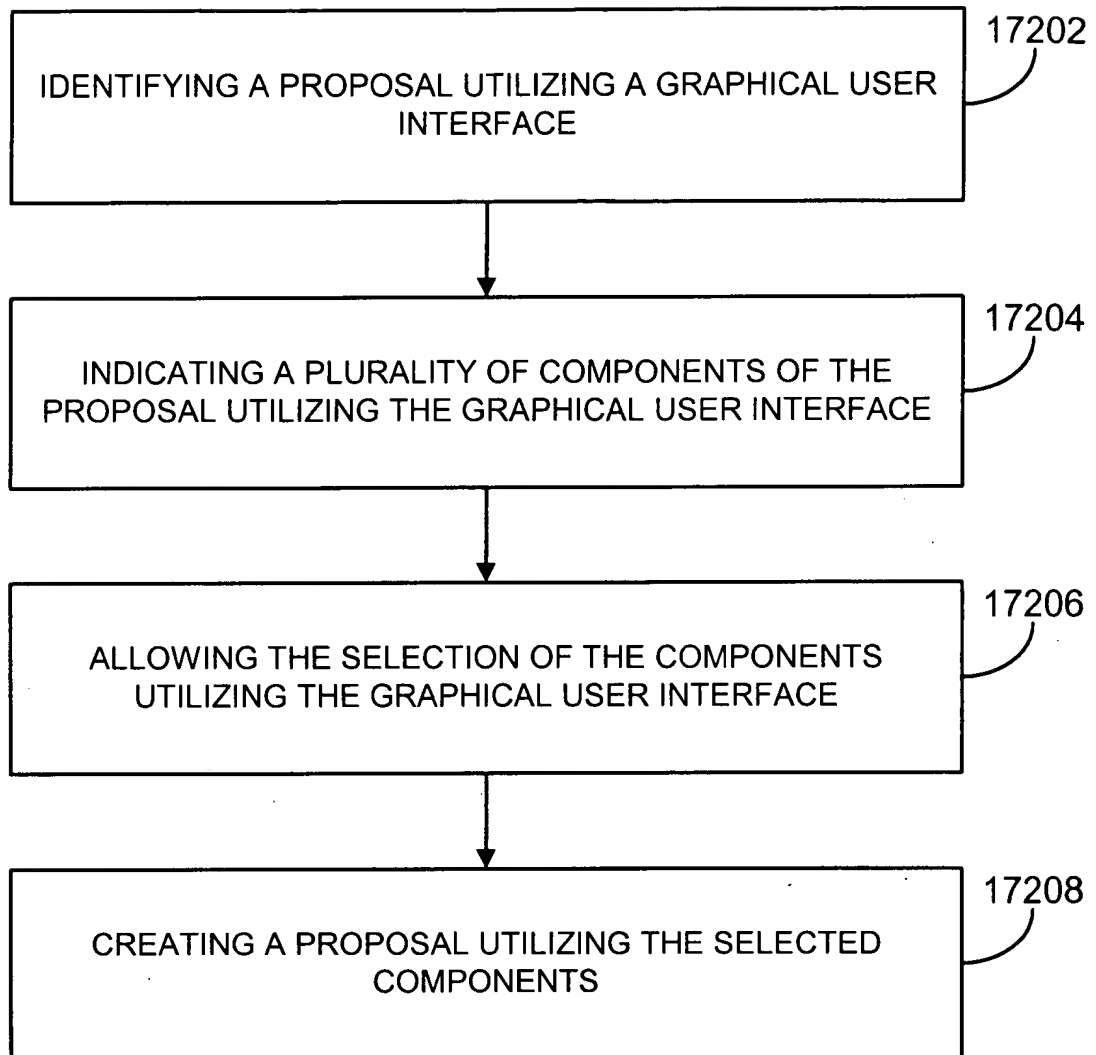 17202
IDENTIFYING A PROPOSAL UTILIZING A GRAPHICAL USER
INTERFACE
17204
INDICATING A PLURALITY OF COMPONENTS OF THE
PROPOSAL UTILIZING THE GRAPHICAL USER INTERFACE
17206
ALLOWING THE SELECTION OF THE COMPONENTS
UTILIZING THE GRAPHICAL USER INTERFACE
17208
CREATING A PROPOSAL UTILIZING THE SELECTED
COMPONENTS